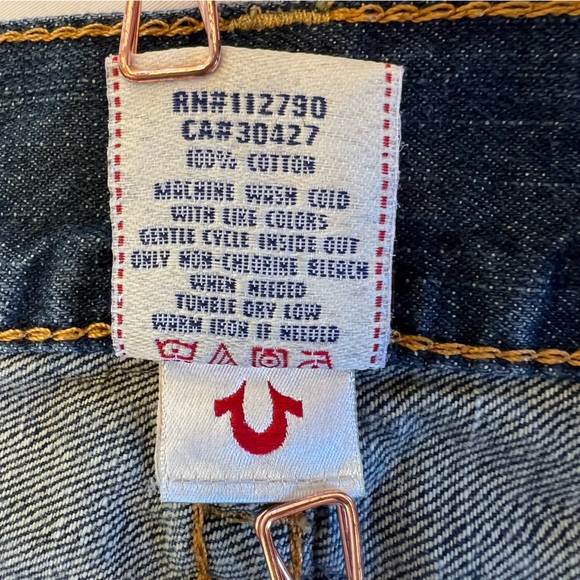 RN#112790
CA#30427
100% COTTON
MACHINE WASH COLD
WITH LIKE COLORS
GENTLE CYCLE INSIDE OUT
ONLY NON-CHLORINE BLEACH
WHEN NEEDED
TUMBLE DRY LOW
WARM IRON IF NEEDED